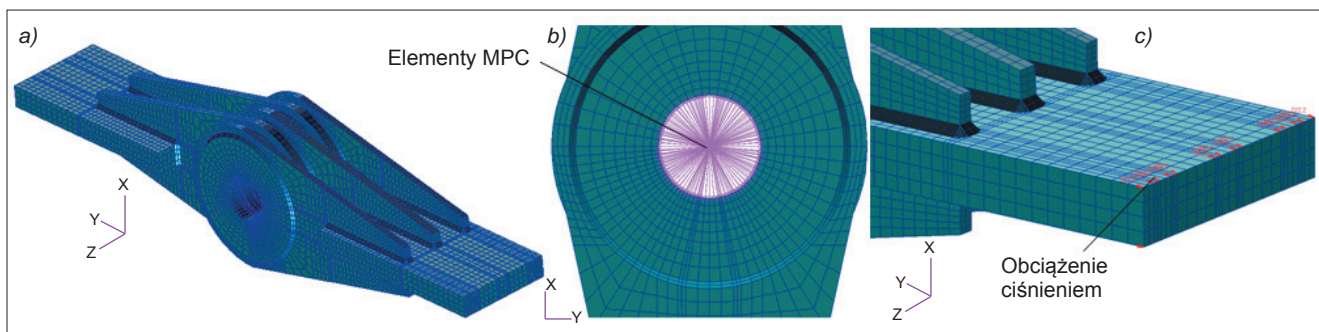 a)
X
Y
Z
b)
Elementy MPC
X
Y
c)
X
Y
Z
Obciążenie
ciśnieniem